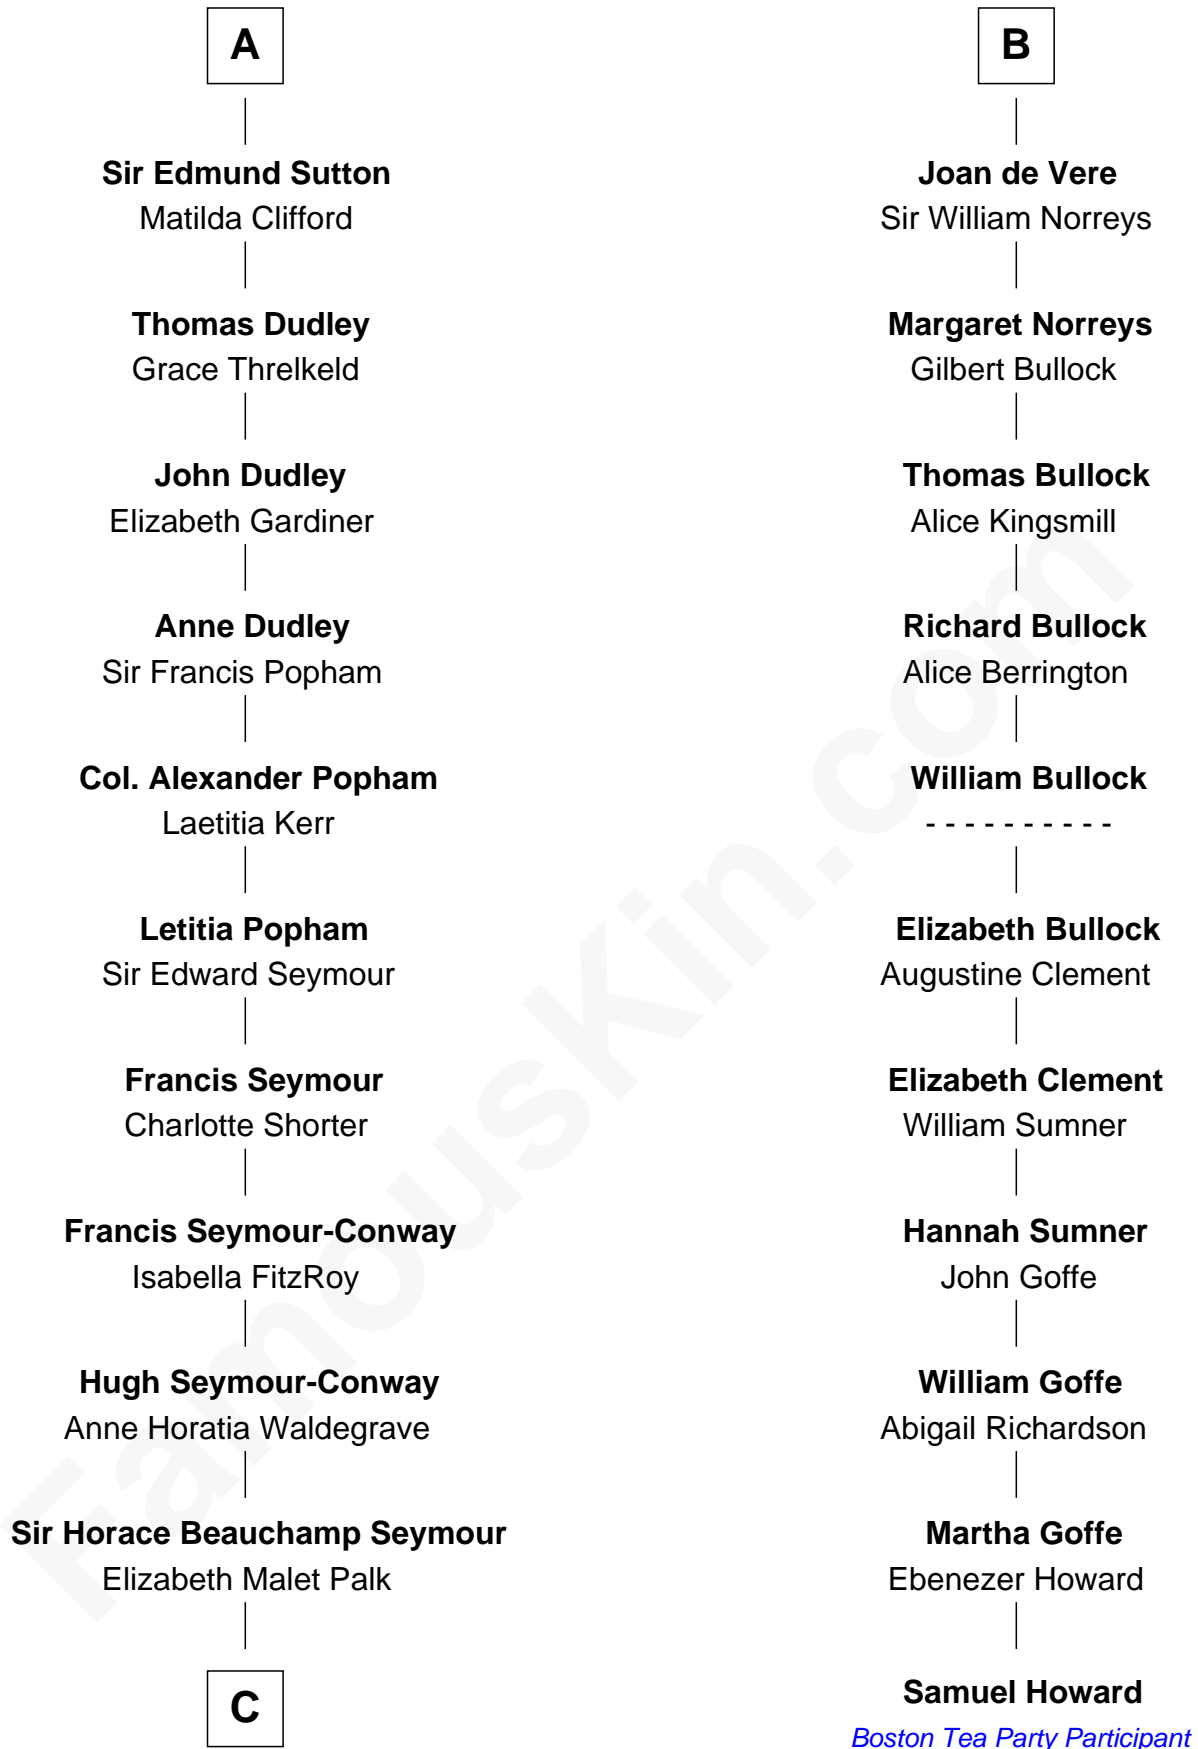 A
Sir Edmund Sutton
Matilda Clifford
Thomas Dudley
Grace Threlkeld
John Dudley
Elizabeth Gardiner
Anne Dudley
Sir Francis Popham
Col. Alexander Popham
Laetitia Kerr
Letitia Popham
Sir Edward Seymour
Francis Seymour
Charlotte Shorter
Francis Seymour-Conway
Isabella FitzRoy
Hugh Seymour-Conway
Anne Horatia Waldegrave
Sir Horace Beauchamp Seymour
Elizabeth Malet Palk
C
B
Joan de Vere
Sir William Norreys
Margaret Norreys
Gilbert Bullock
Thomas Bullock
Alice Kingsmill
Richard Bullock
Alice Berrington
William Bullock
- - - - - - - - - -
Elizabeth Bullock
Augustine Clement
Elizabeth Clement
William Sumner
Hannah Sumner
John Goffe
William Goffe
Abigail Richardson
Martha Goffe
Ebenezer Howard
Samuel Howard
Boston Tea Party Participant
FamousKin.com